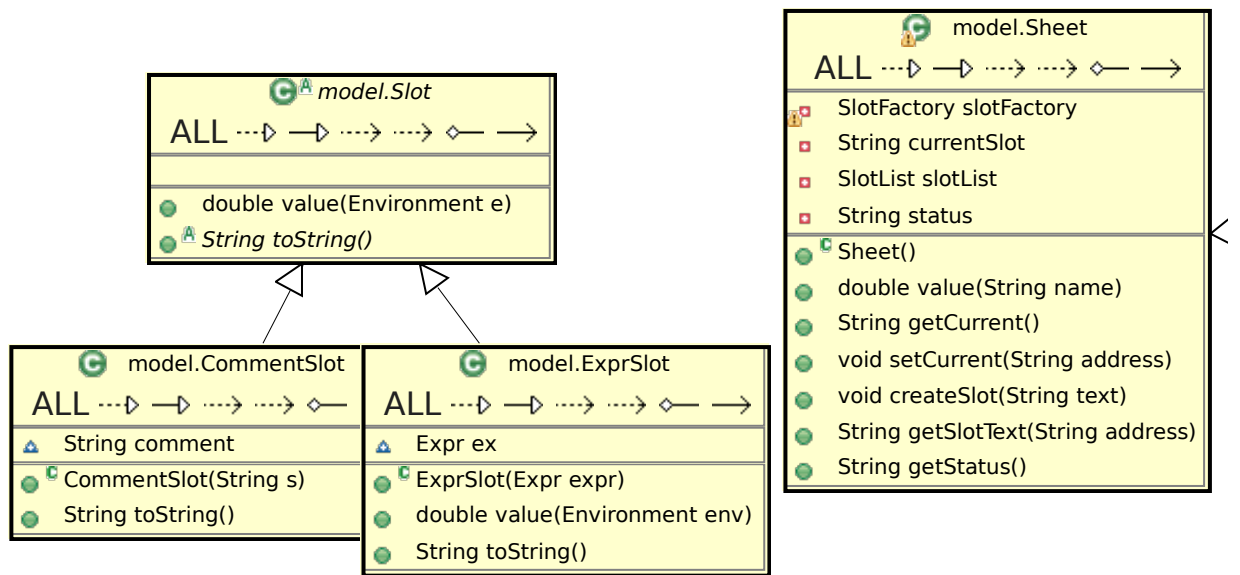 model.Slot
ALL
double value(Environment e)
A String toString()
model.CommentSlot
ALL
String comment
C CommentSlot(String s)
String toString()
model.ExprSlot
ALL
Expr ex
C ExprSlot(Expr expr)
double value(Environment env)
String toString()
model.Sheet
ALL
SlotFactory slotFactory
String currentSlot
SlotList slotList
String status
C Sheet()
double value(String name)
String getCurrent()
void setCurrent(String address)
void createSlot(String text)
String getSlotText(String address)
String getStatus()